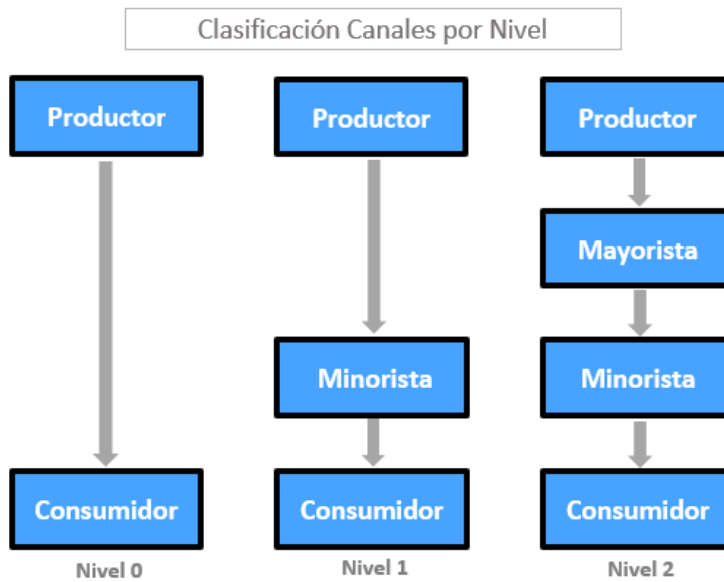 Clasificación Canales por Nivel
Productor
Productor
Productor
Mayorista
Minorista
Minorista
Consumidor
Consumidor
Consumidor
Nivel 0
Nivel 1
Nivel 2